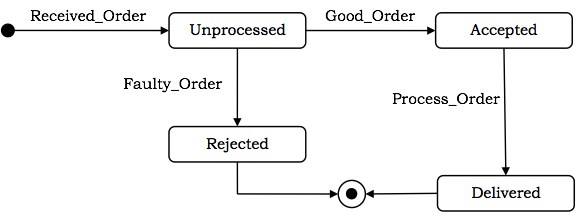 Received_Order
Unprocessed
Good_Order
Accepted
Faulty_Order
Process_Order
Rejected
Delivered